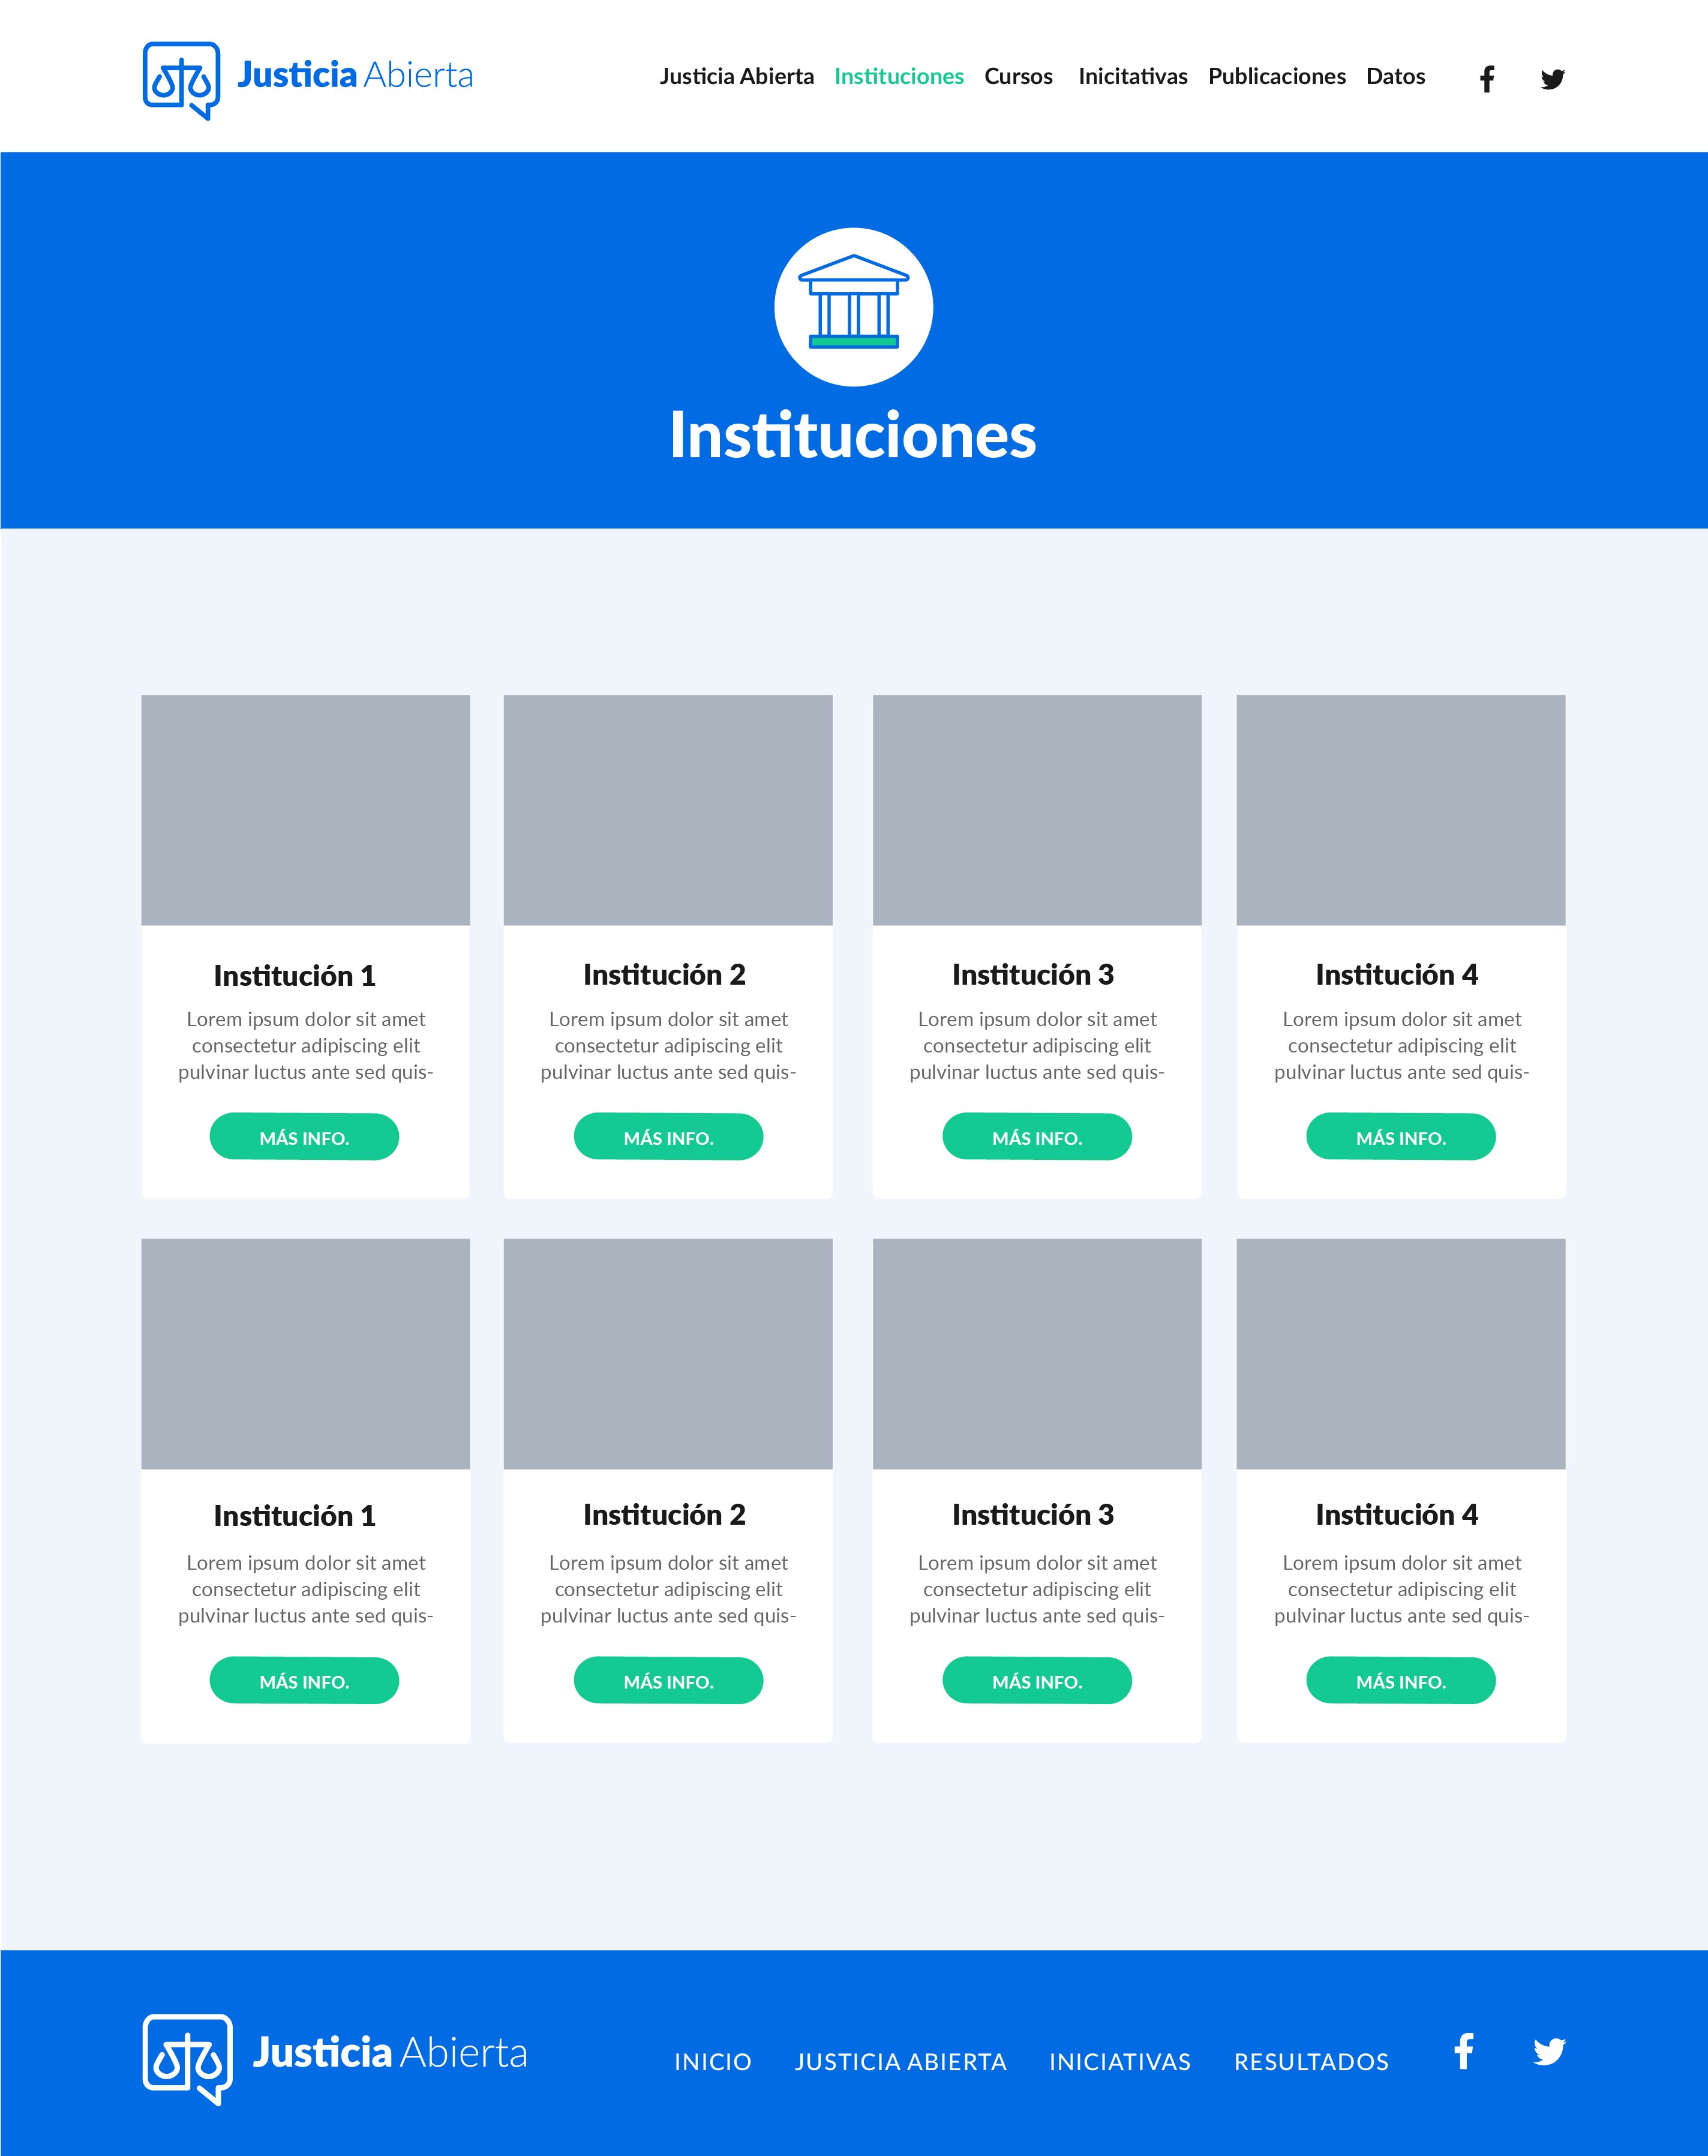 Justicia Abierta
Justicia Abierta Instituciones Cursos Inicitativas Publicaciones Datos
Instituciones
Institución 1
Lorem ipsum dolor sit amet
consectetur adipiscing elit
pulvinar luctus ante sed quis-
MÁS INFO.
Institución 2
Lorem ipsum dolor sit amet
consectetur adipiscing elit
pulvinar luctus ante sed quis-
MÁS INFO.
Institución 3
Lorem ipsum dolor sit amet
consectetur adipiscing elit
pulvinar luctus ante sed quis-
MÁS INFO.
Institución 4
Lorem ipsum dolor sit amet
consectetur adipiscing elit
pulvinar luctus ante sed quis-
MÁS INFO.
Institución 1
Lorem ipsum dolor sit amet
consectetur adipiscing elit
pulvinar luctus ante sed quis-
MÁS INFO.
Institución 2
Lorem ipsum dolor sit amet
consectetur adipiscing elit
pulvinar luctus ante sed quis-
MÁS INFO.
Institución 3
Lorem ipsum dolor sit amet
consectetur adipiscing elit
pulvinar luctus ante sed quis-
MÁS INFO.
Institución 4
Lorem ipsum dolor sit amet
consectetur adipiscing elit
pulvinar luctus ante sed quis-
MÁS INFO.
Justicia Abierta
INICIO JUSTICIA ABIERTA INICIATIVAS RESULTADOS